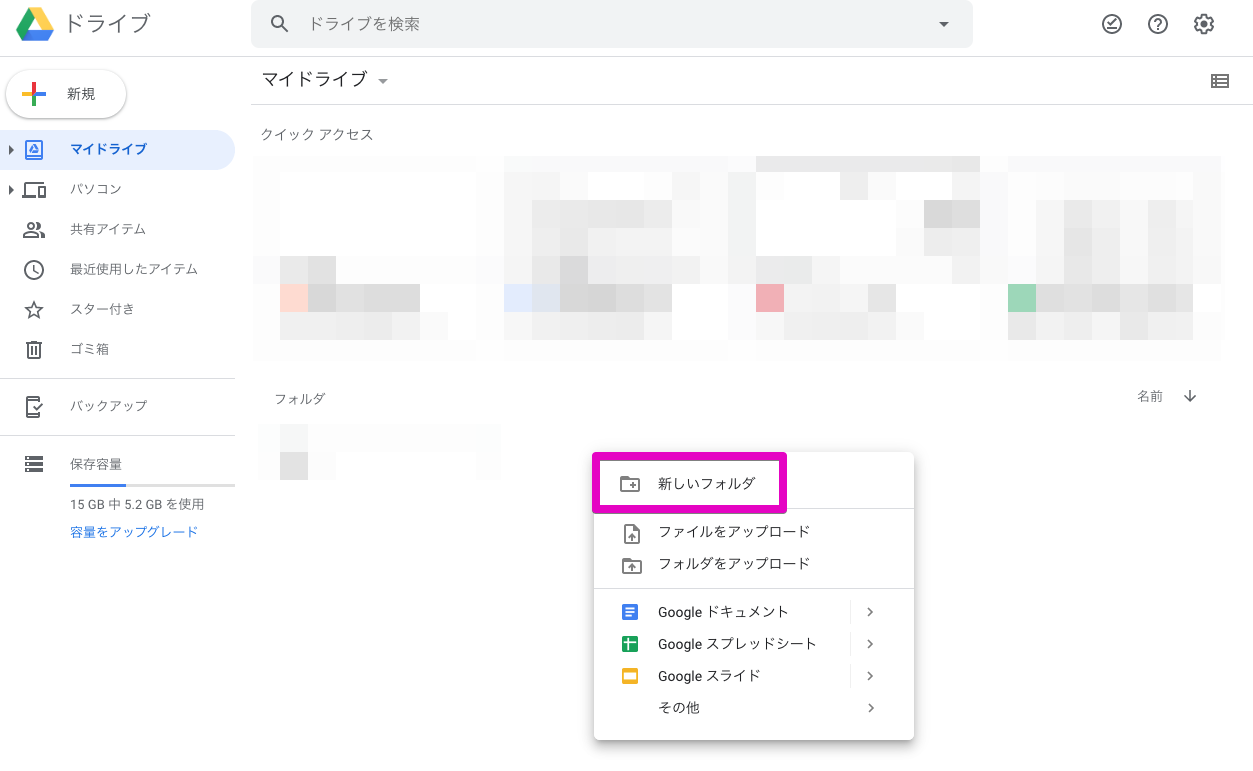 ドライブ
ドライブを検索
新規
マイドライブ
クイック アクセス
マイドライブ
パソコン
共有アイテム
最近使用したアイテム
スター付き
ゴミ箱
バックアップ
保存容量
15 GB 中 5.2 GB を使用
容量をアップグレード
フォルダ
名前
新しいフォルダ
ファイルをアップロード
フォルダをアップロード
Google ドキュメント
Google スプレッドシート
Google スライド
その他